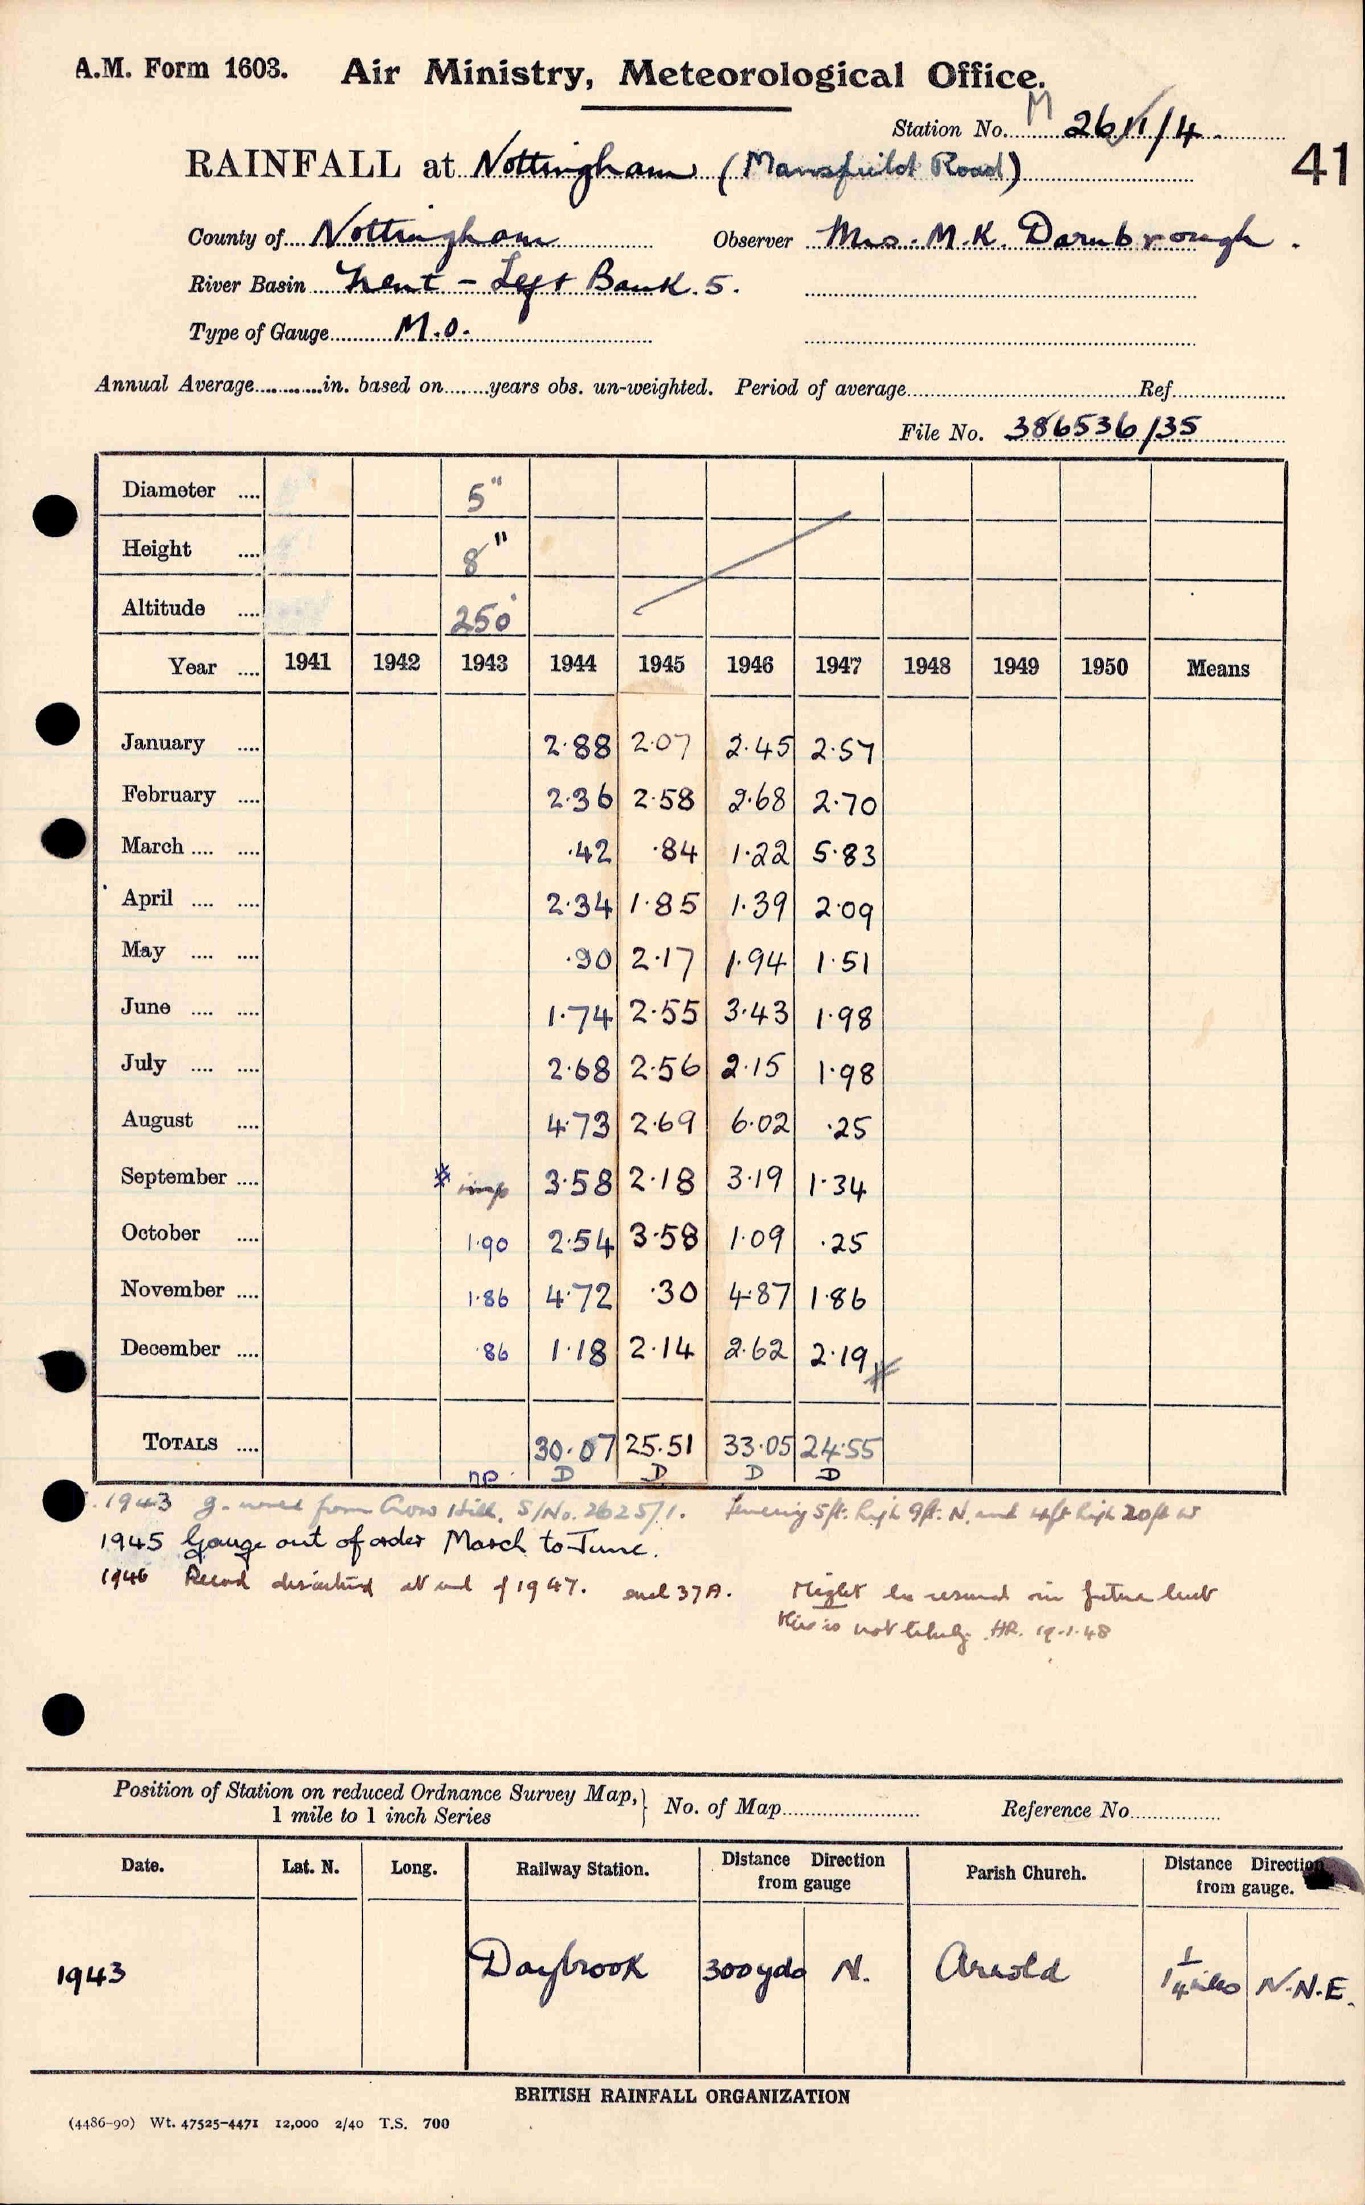 A.M. Form 1603. Air Ministry, Meteorological Office.
Station No. M 2611/4.
41
RAINFALL at Nottingham (Mansfield Road)
County of Nottingham Observer Mrs. M.K. Darnbrough.
River Basin Trent - Left Bank. 5.
Type of Gauge M.O.
Annual Average in. based on years obs. un-weighted. Period of average Ref.
File No. 386536/35
Diameter 5"
Height 8"
Altitude 250'
Year 1941 1942 1943 1944 1945 1946 1947 1948 1949 1950 Means
January 2.88 2.07 2.45 2.57
February 2.36 2.58 2.68 2.70
March .42 .84 1.22 5.83
April 2.34 1.85 1.39 2.09
May .90 2.17 1.94 1.51
June 1.74 2.55 3.43 1.98
July 2.68 2.56 2.15 1.98
August 4.73 2.69 6.02 .25
September * imp 3.58 2.18 3.19 1.34
October 1.90 2.54 3.58 1.09 .25
November 1.86 4.72 .30 4.87 1.86
December .86 1.18 2.14 2.62 2.19
TOTALS 30.07 25.51 33.05 24.55
np. D D D D
1943 g. moved from Crow Hill, S/No. 2625/1. Fencing 5ft. high 9ft. N. and 4ft high 20ft W
1945 Gauge out of order March to June.
1946 Record at end of 1947. encl 37A. Might be resumed in future but
this is not likely. HR. 19.1.48
Position of Station on reduced Ordnance Survey Map,
1 mile to 1 inch Series
No. of Map Reference No.
Date. Lat. N. Long. Railway Station. Distance Direction from gauge Parish Church. Distance Direction from gauge.
1943 Daybrook 300yds N. Arnold 1 1/4 miles N.N.E.
BRITISH RAINFALL ORGANIZATION
(4486-90) Wt. 47525-4471 12,000 2/40 T.S. 700